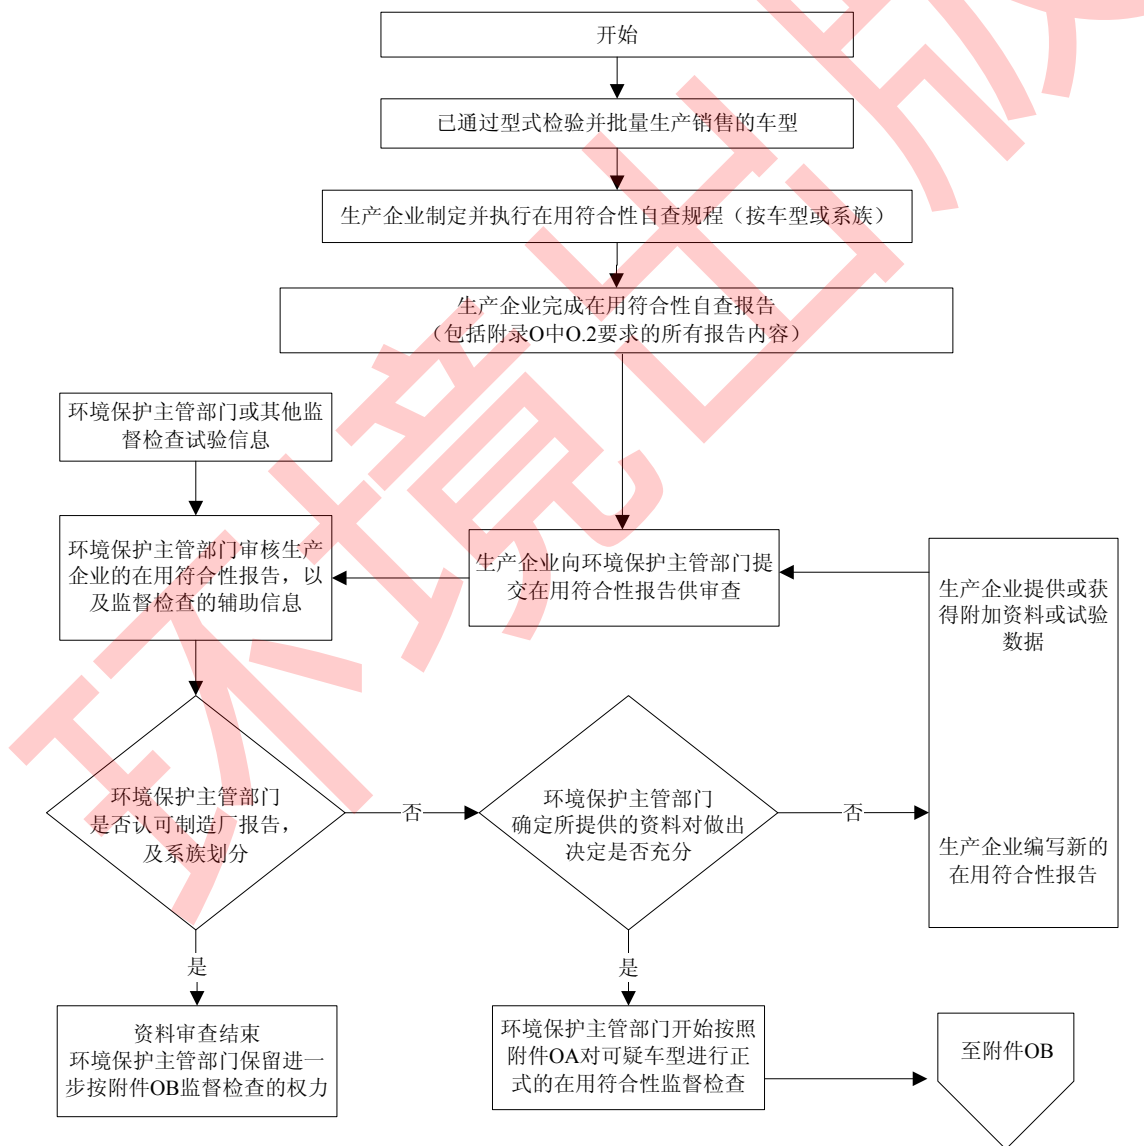 开始
已通过型式检验并批量生产销售的车型
生产企业制定并执行在用符合性自查规程（按车型或系族）
生产企业完成在用符合性自查报告
（包括附录O中O.2要求的所有报告内容）
环境保护主管部门或其他监
督检查试验信息
环境保护主管部门审核生产
企业的在用符合性报告，以
及监督检查的辅助信息
生产企业向环境保护主管部门提
交在用符合性报告供审查
生产企业提供或获
得附加资料或试验
数据
环境保护主管部门
是否认可制造厂报告，
及系族划分
否
环境保护主管部门
确定所提供的资料对做出
决定是否充分
否
生产企业编写新的
在用符合性报告
是
是
资料审查结束
环境保护主管部门保留进一
步按附件OB监督检查的权力
环境保护主管部门开始按照
附件OA对可疑车型进行正
式的在用符合性监督检查
至附件OB
环境出版